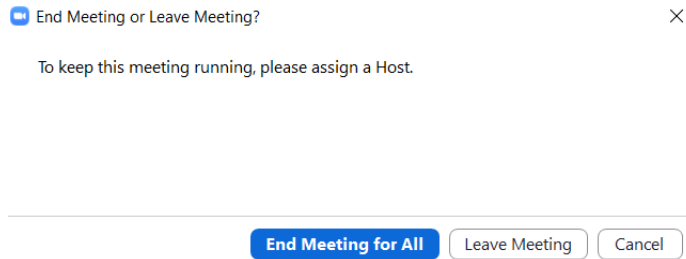 End Meeting or Leave Meeting?
To keep this meeting running, please assign a Host.
End Meeting for All Leave Meeting Cancel